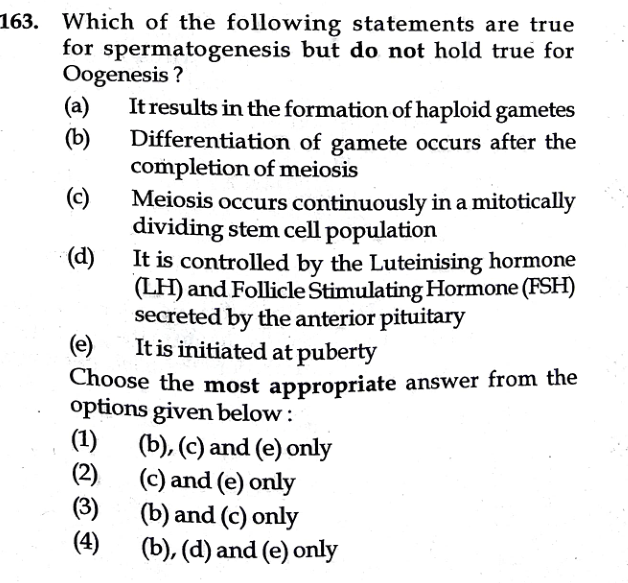 163. Which of the following statements are true
for spermatogenesis but do not hold true for
Oogenesis ?
(a) It results in the formation of haploid gametes
(b) Differentiation of gamete occurs after the
completion of meiosis
(c) Meiosis occurs continuously in a mitotically
dividing stem cell population
(d) It is controlled by the Luteinising hormone
(LH) and Follicle Stimulating Hormone (FSH)
secreted by the anterior pituitary
(e) It is initiated at puberty
Choose the most appropriate answer from the
options given below :
(1) (b), (c) and (e) only
(2) (c) and (e) only
(3) (b) and (c) only
(4) (b), (d) and (e) only